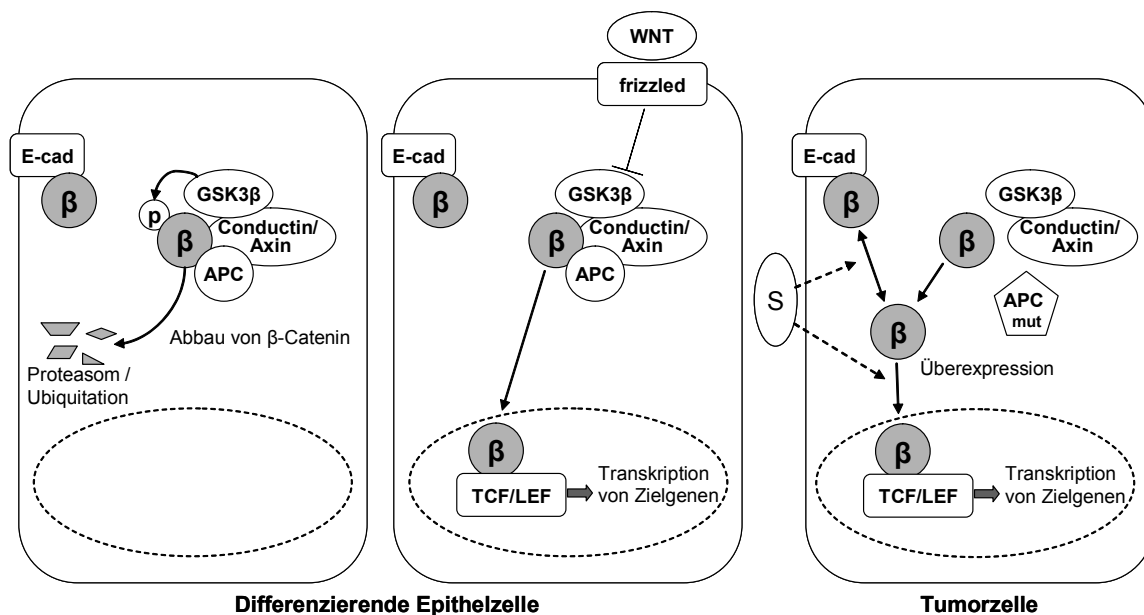 E-cad
β
p
GSK3β
β
Conductin/
Axin
APC
Abbau von β-Catenin
Proteasom /
Ubiquitation
WNT
frizzled
E-cad
β
GSK3β
β
Conductin/
Axin
APC
β
TCF/LEF
Transkription
von Zielgenen
Differenzierende Epithelzelle
E-cad
β
GSK3β
β
Conductin/
Axin
APC
mut
S
β
Überexpression
β
TCF/LEF
Transkription
von Zielgenen
Tumorzelle